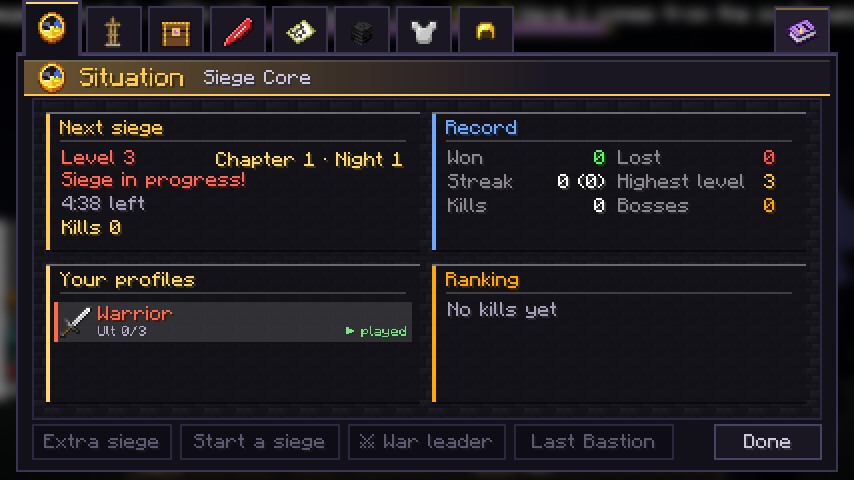 Situation Siege Core
Next siege
Level 3 Chapter 1 · Night 1
Siege in progress!
4:38 left
Kills 0
Record
Won 0 Lost 0
Streak 0 (0) Highest level 3
Kills 0 Bosses 0
Your profiles
Warrior
Ult 0/3 ▶ played
Ranking
No kills yet
Extra siege Start a siege ⚔ War leader Last Bastion Done